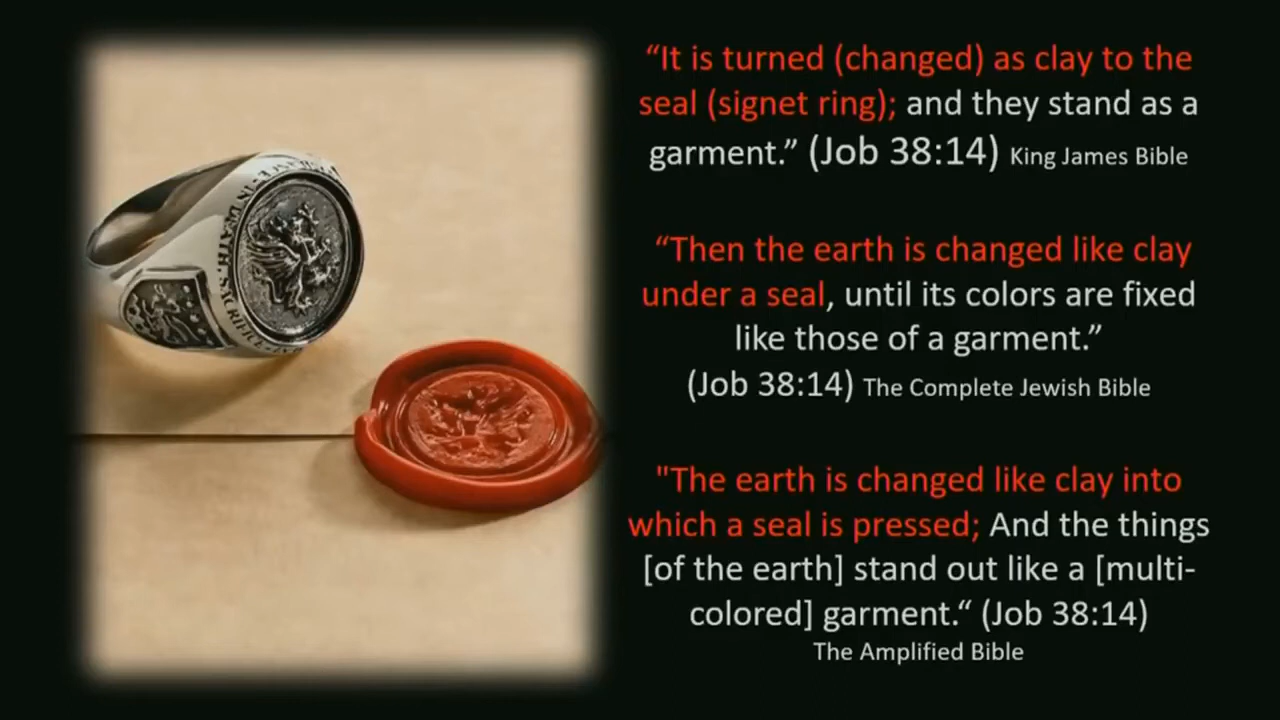 “It is turned (changed) as clay to the
seal (signet ring); and they stand as a
garment.” (Job 38:14) King James Bible
“Then the earth is changed like clay
under a seal, until its colors are fixed
like those of a garment.”
(Job 38:14) The Complete Jewish Bible
"The earth is changed like clay into
which a seal is pressed; And the things
[of the earth] stand out like a [multi-
colored] garment.“ (Job 38:14)
The Amplified Bible
IN DEATH, SACRIFICE